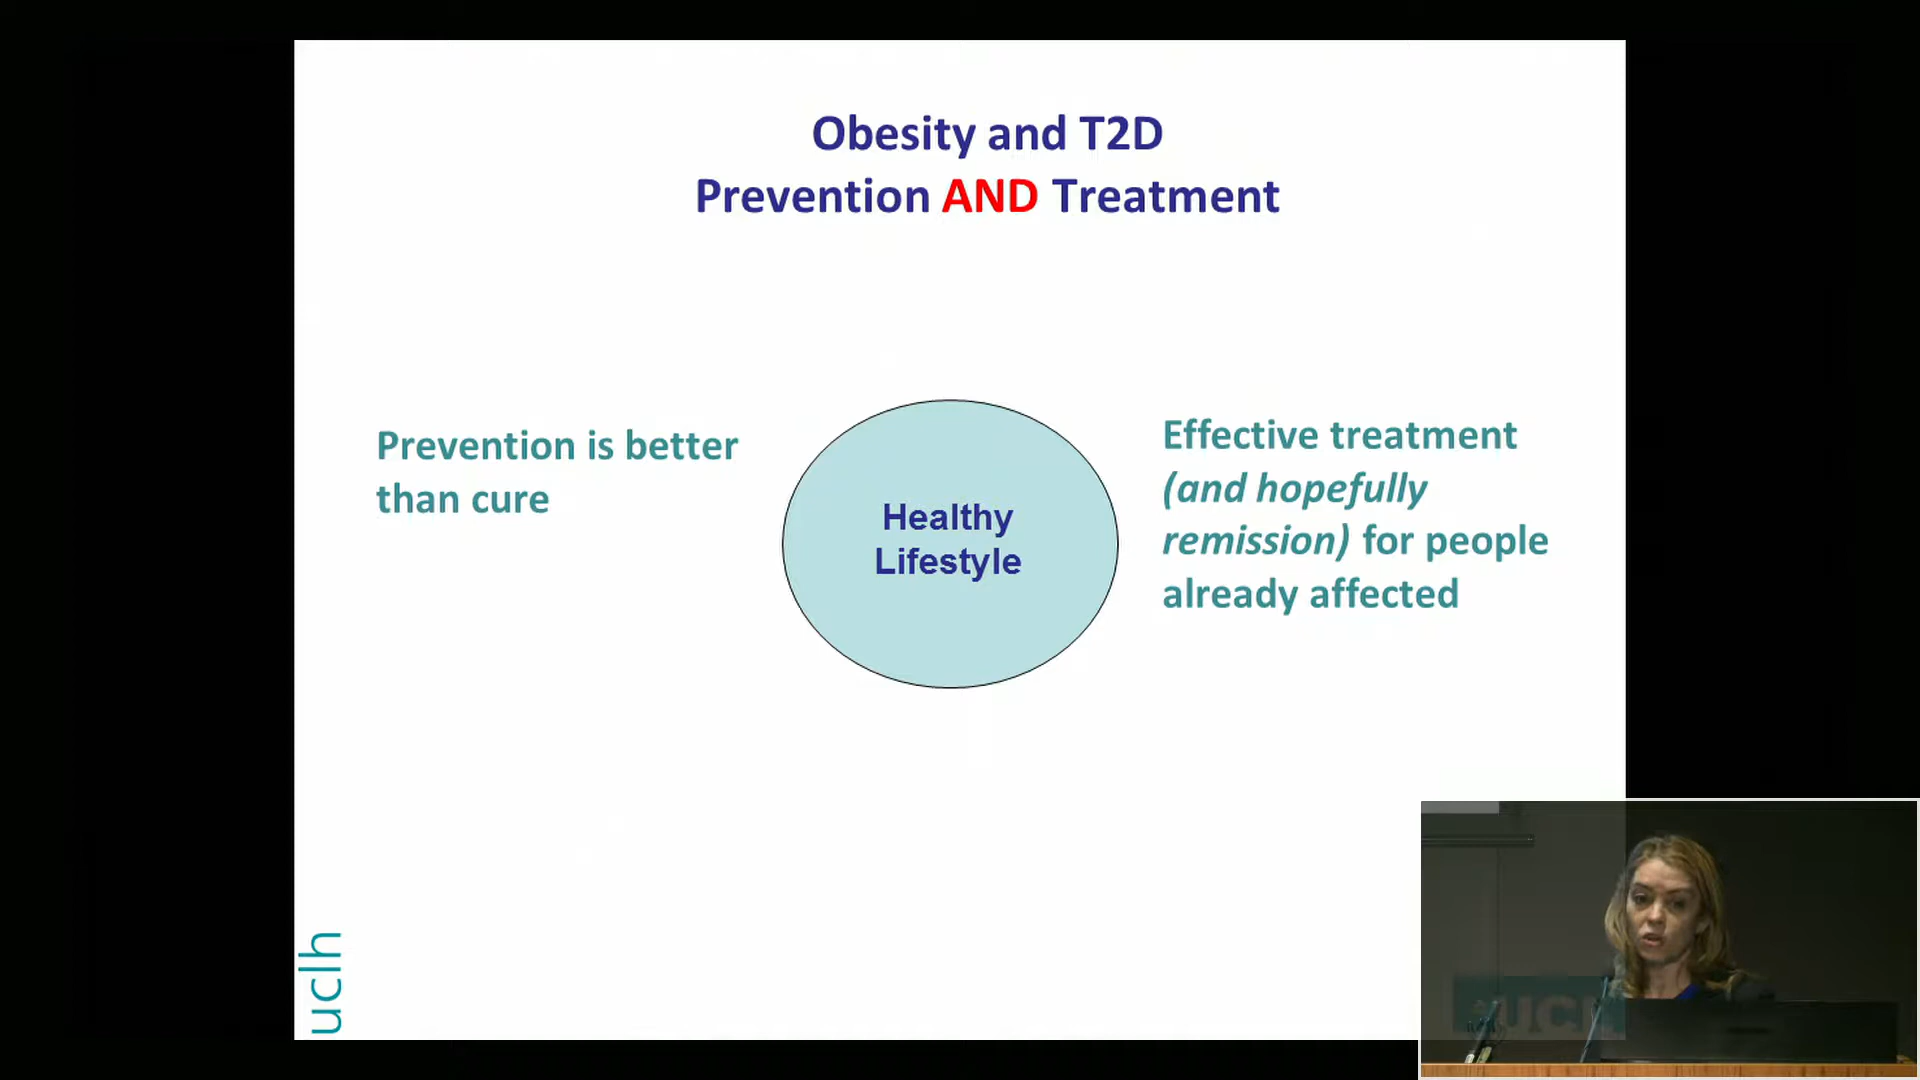 Obesity and T2D
Prevention AND Treatment
Prevention is better
than cure
Healthy
Lifestyle
Effective treatment
(and hopefully
remission) for people
already affected
uclh
UCLH